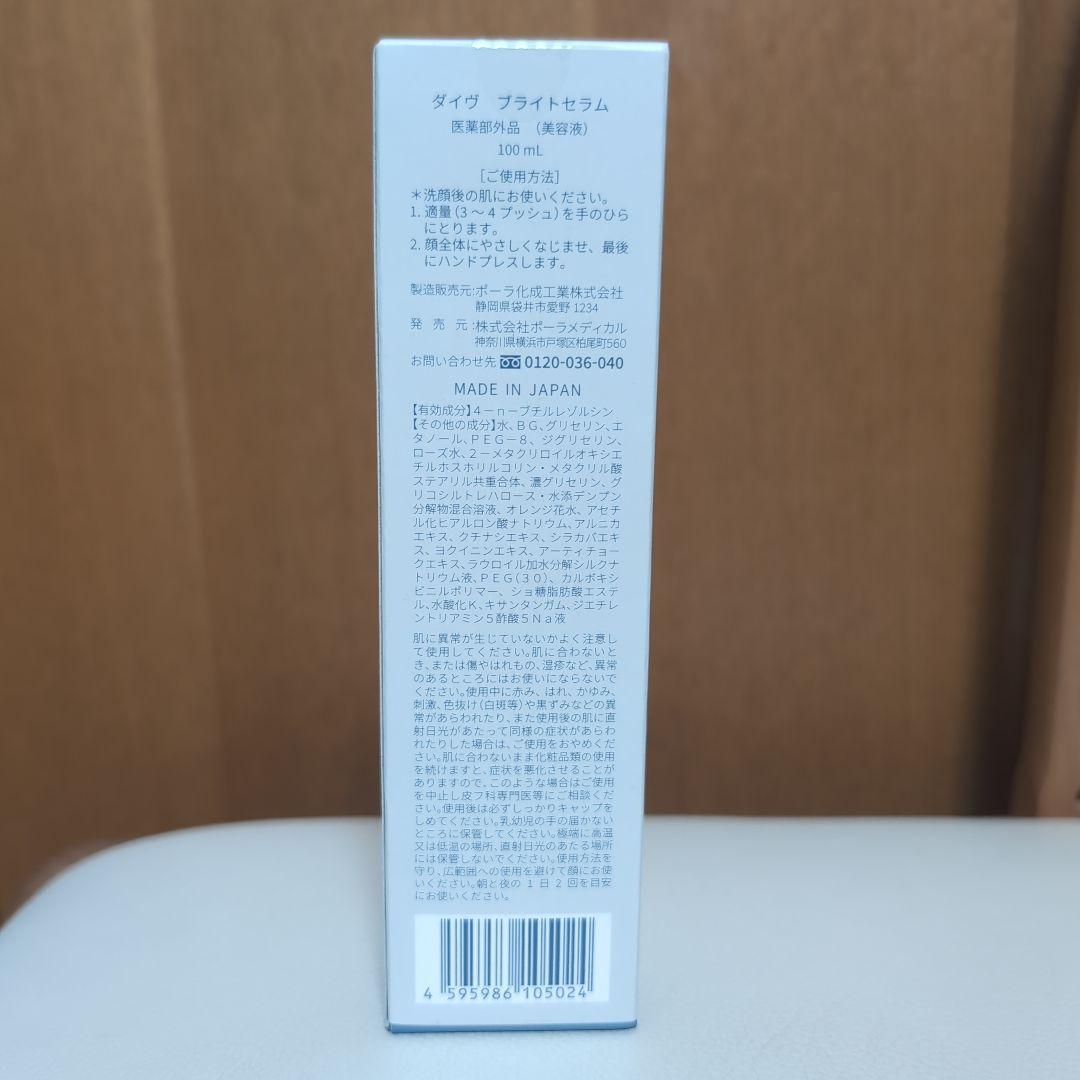 ダイヴ　ブライトセラム
医薬部外品　（美容液）
100 mL
［ご使用方法］
＊洗顔後の肌にお使いください。
1. 適量（3 ～ 4 プッシュ）を手のひら
にとります。
2. 顔全体にやさしくなじませ、最後
にハンドプレスします。
製造販売元:ポーラ化成工業株式会社
静岡県袋井市愛野 1234
発　売　元 :株式会社ポーラメディカル
神奈川県横浜市戸塚区柏尾町560
お問い合わせ先 0120-036-040
MADE IN JAPAN
【有効成分】４－ｎ－ブチルレゾルシン
【その他の成分】水、ＢＧ、グリセリン、エ
タノール、ＰＥＧ－８、ジグリセリン、
ローズ水、２－メタクリロイルオキシエ
チルホスホリルコリン・メタクリル酸
ステアリル共重合体、濃グリセリン、グ
リコシルトレハロース・水添デンプン
分解物混合溶液、オレンジ花水、アセチ
ル化ヒアルロン酸ナトリウム、アルニカ
エキス、クチナシエキス、シラカバエキ
ス、ヨクイニンエキス、アーティチョー
クエキス、ラウロイル加水分解シルクナ
トリウム液、ＰＥＧ（３０）、カルボキシ
ビニルポリマー、ショ糖脂肪酸エステ
ル、水酸化Ｋ、キサンタンガム、ジエチレ
ントリアミン５酢酸５Ｎａ液
肌に異常が生じていないかよく注意し
て使用してください。肌に合わないと
き、または傷やはれもの、湿疹など、異常
のあるところにはお使いにならないで
ください。使用中に赤み、はれ、かゆみ、
刺激、色抜け（白斑等）や黒ずみなどの異
常があらわれたり、また使用後の肌に直
射日光があたって同様の症状があらわ
れたりした場合は、ご使用をおやめくだ
さい。肌に合わないまま化粧品類の使用
を続けますと、症状を悪化させることが
ありますので、このような場合はご使用
を中止し皮フ科専門医等にご相談くだ
さい。使用後は必ずしっかりキャップを
しめてください。乳幼児の手の届かない
ところに保管してください。極端に高温
又は低温の場所、直射日光のあたる場所
には保管しないでください。使用方法を
守り、広範囲への使用を避けて顔にお使
いください。朝と夜の 1 日 2 回を目安
にお使いください。
4 595986 105024